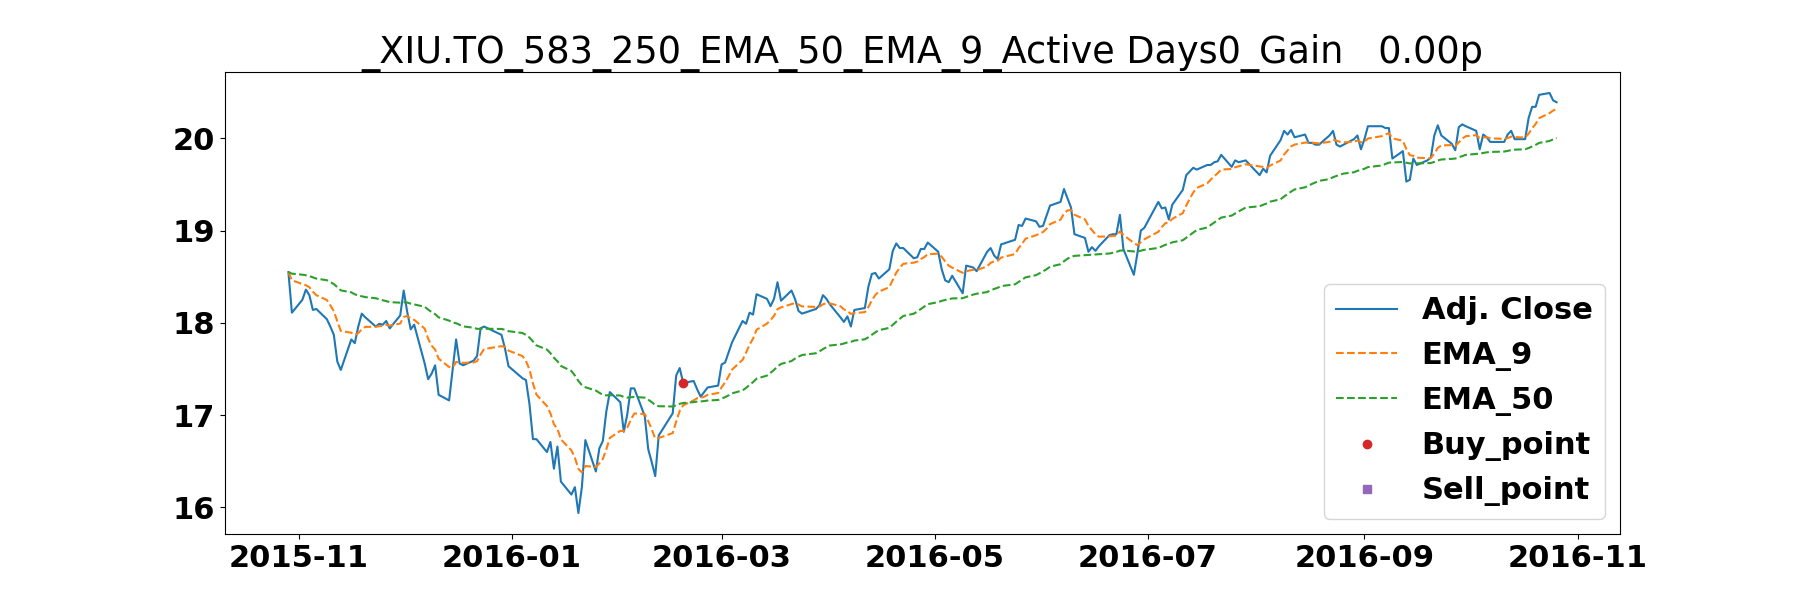 _XIU.TO_583_250_EMA_50_EMA_9_Active Days0_Gain   0.00p
20
19
18
17
16
Adj. Close
EMA_9
EMA_50
Buy_point
Sell_point
2015-11 2016-01 2016-03 2016-05 2016-07 2016-09 2016-11